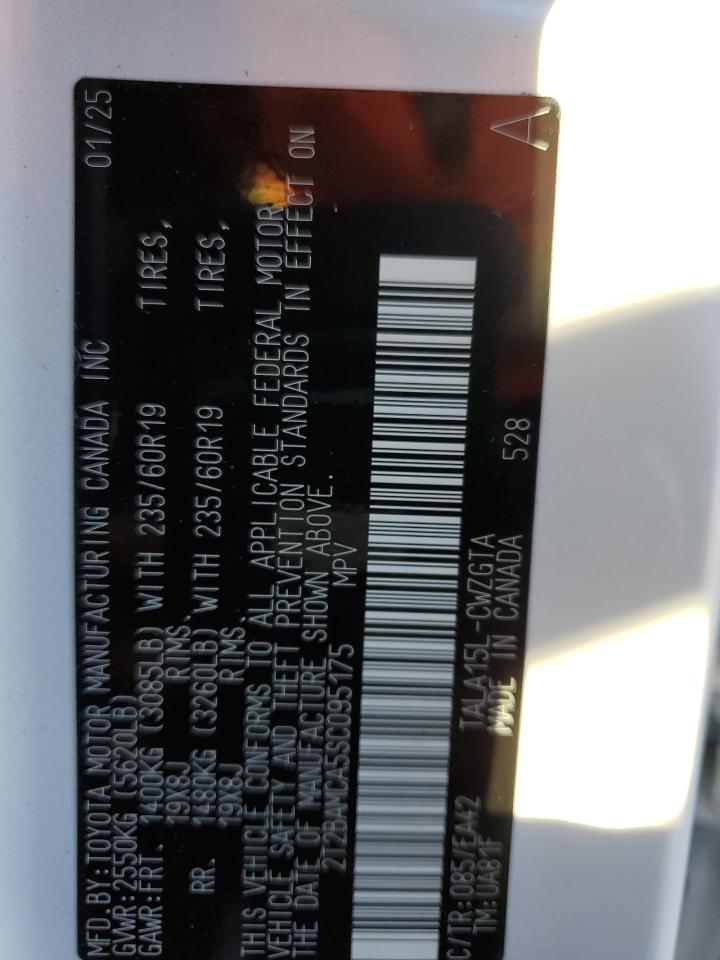 MFD.BY:TOYOTA MOTOR MANUFACTURING CANADA INC 01/25
GVWR:2550KG (5620LB)
GAWR:FRT. 1400KG (3085LB) WITH 235/60R19 TIRES,
19X8J RIMS.
RR. 1480KG (3260LB) WITH 235/60R19 TIRES,
19X8J RIMS.
THIS VEHICLE CONFORMS TO ALL APPLICABLE FEDERAL MOTOR
VEHICLE SAFETY AND THEFT PREVENTION STANDARDS IN EFFECT ON
THE DATE OF MANUFACTURE SHOWN ABOVE.
2T2BAMCA5SC095175 MPV
C/TR:085/EA42 TALA15L-CWZGTA 528 A
TM:UA81F MADE IN CANADA